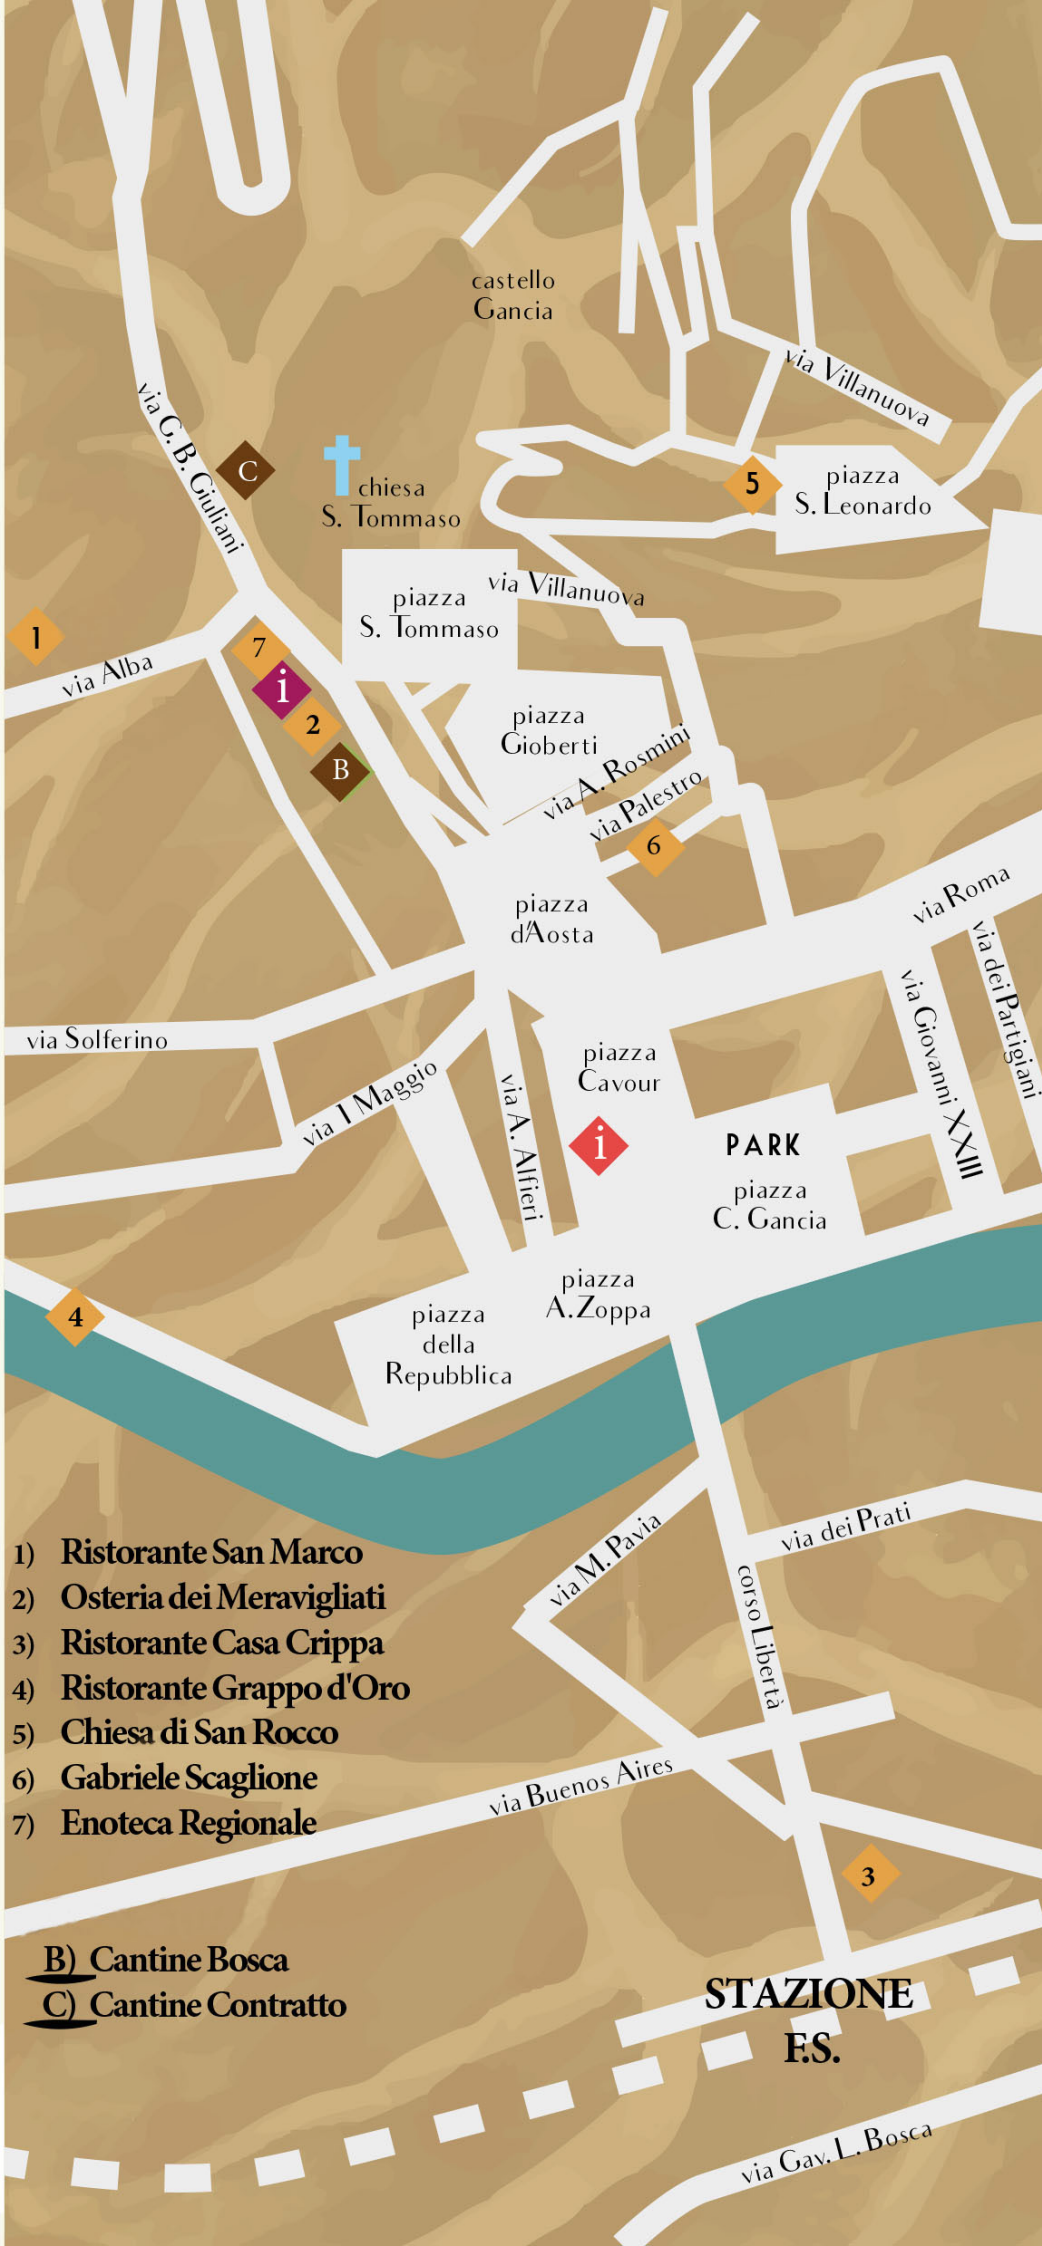 castello
Gancia
via Villanuova
via G. B. Giuliani
C
chiesa
S. Tommaso
5
piazza
S. Leonardo
piazza
S. Tommaso
via Villanuova
1
via Alba
7
i
2
B
piazza
Gioberti
via A. Rosmini
via Palestro
6
piazza
d'Aosta
via Roma
via dei Partigiani
via Giovanni XXIII
via Solferino
via I Maggio
via A. Alfieri
piazza
Cavour
i
PARK
piazza
C. Gancia
piazza
A. Zoppa
piazza
della
Repubblica
4
via M. Pavia
via dei Prati
corso Libertà
via Buenos Aires
3
1) Ristorante San Marco
2) Osteria dei Meravigliati
3) Ristorante Casa Crippa
4) Ristorante Grappo d'Oro
5) Chiesa di San Rocco
6) Gabriele Scaglione
7) Enoteca Regionale
B) Cantine Bosca
C) Cantine Contratto
STAZIONE
F.S.
via Gav. L. Bosca